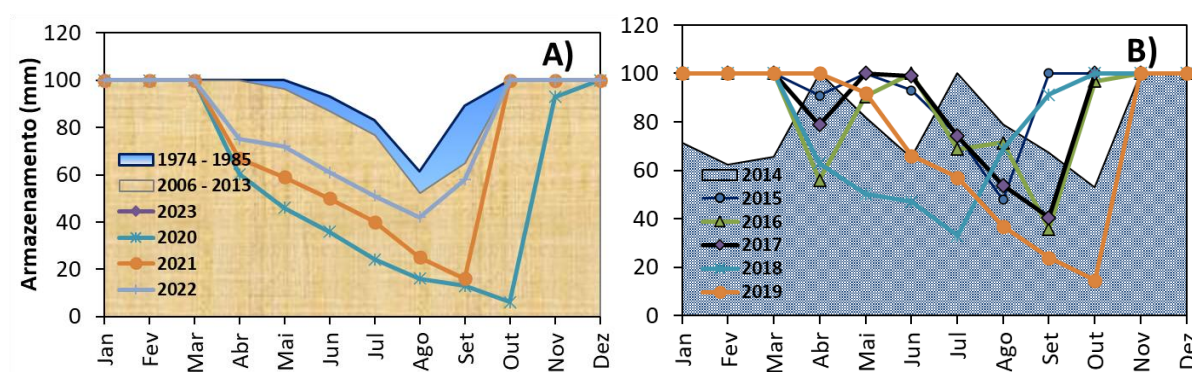 A)
Armazenamento (mm)
120
100
80
60
40
20
0
1974 - 1985
2006 - 2013
2023
2020
2021
2022
Jan
Fev
Mar
Abr
Mai
Jun
Jul
Ago
Set
Out
Nov
Dez
B)
120
100
80
60
40
20
0
2014
2015
2016
2017
2018
2019
Jan
Fev
Mar
Abr
Mai
Jun
Jul
Ago
Set
Out
Nov
Dez